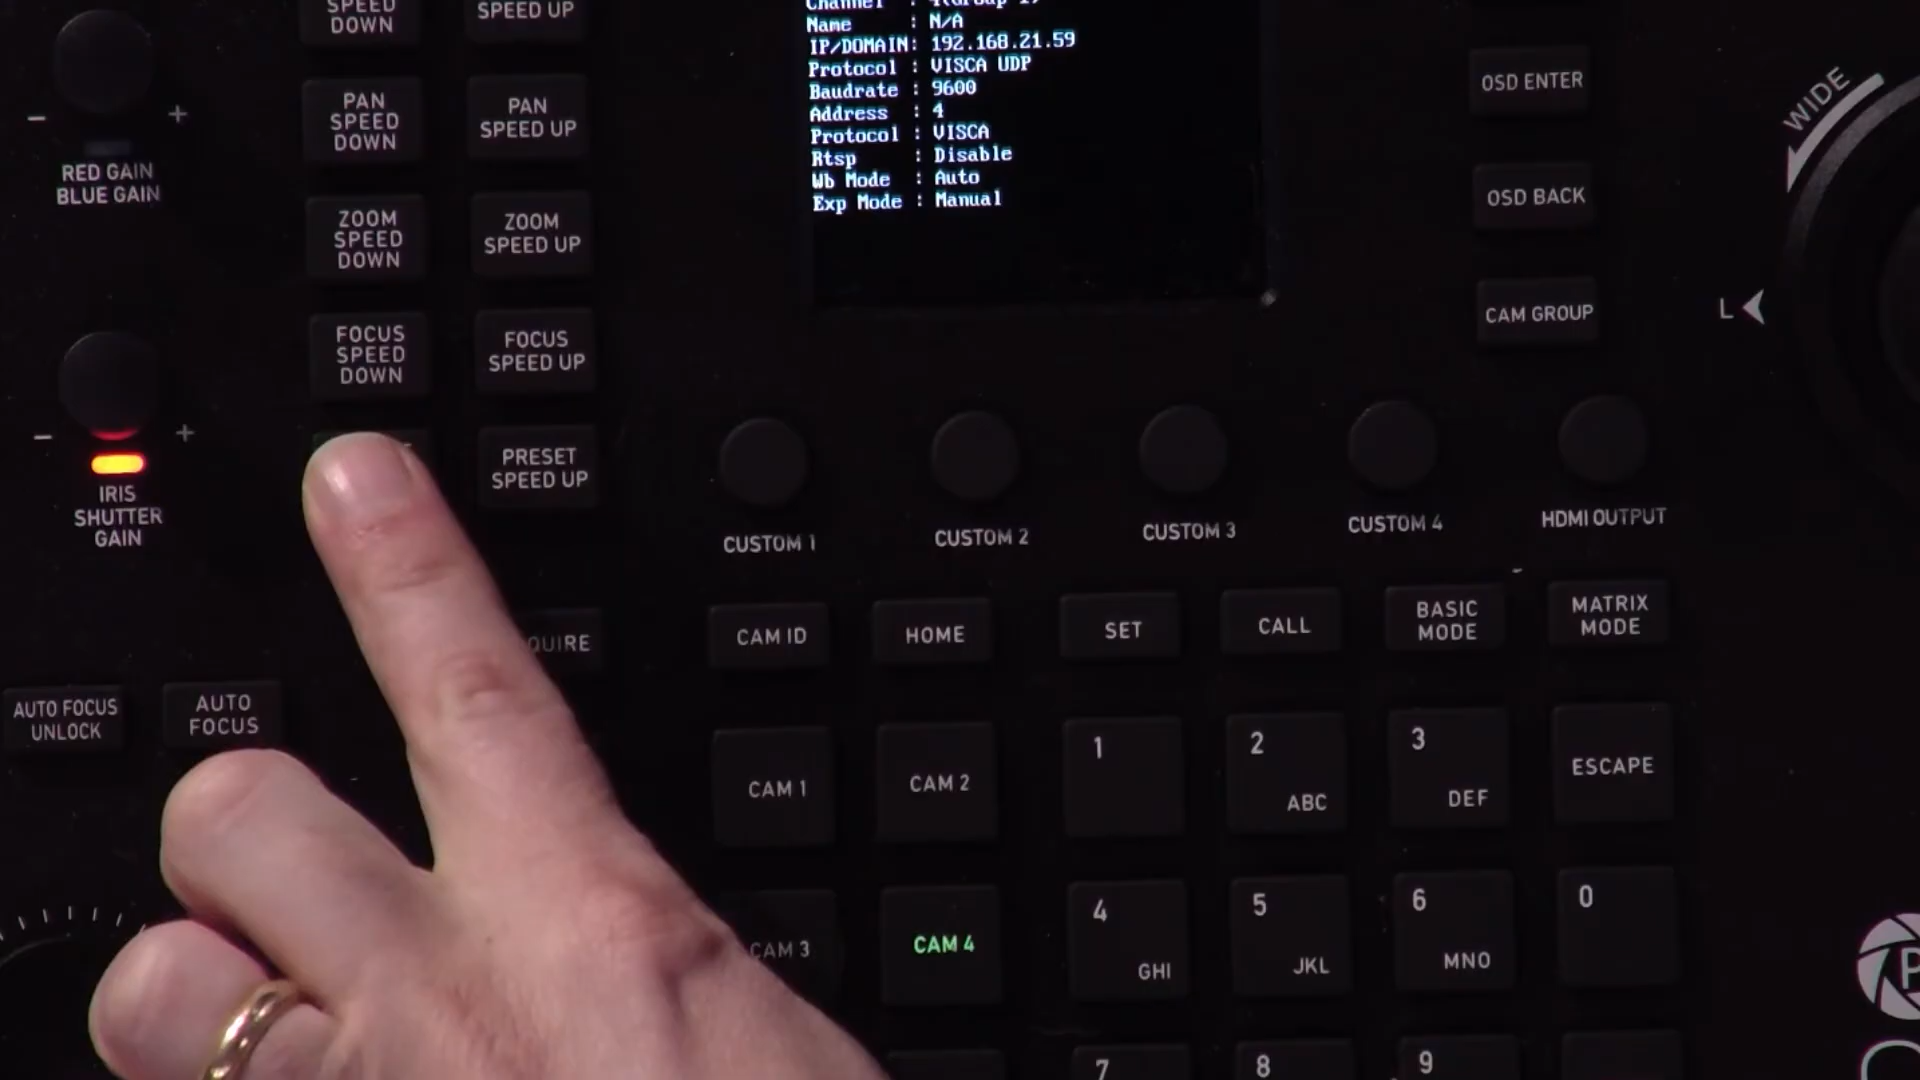 SPEED
DOWN
SPEED UP
Name : N/A
IP/DOMAIN: 192.168.21.59
Protocol : VISCA UDP
Baudrate : 9600
Address : 4
Protocol : VISCA
Rtsp : Disable
Wb Mode : Auto
Exp Mode : Manual
PAN
SPEED
DOWN
PAN
SPEED UP
ZOOM
SPEED
DOWN
ZOOM
SPEED UP
FOCUS
SPEED
DOWN
FOCUS
SPEED UP
PRESET
SPEED UP
- +
RED GAIN
BLUE GAIN
- +
IRIS
SHUTTER
GAIN
AUTO FOCUS
UNLOCK
AUTO
FOCUS
OSD ENTER
OSD BACK
CAM GROUP
WIDE
L
CUSTOM 1
CUSTOM 2
CUSTOM 3
CUSTOM 4
HDMI OUTPUT
CAM ID
HOME
SET
CALL
BASIC
MODE
MATRIX
MODE
CAM 1
CAM 2
1
2
ABC
3
DEF
ESCAPE
CAM 3
CAM 4
4
GHI
5
JKL
6
MNO
0
7
8
9
P